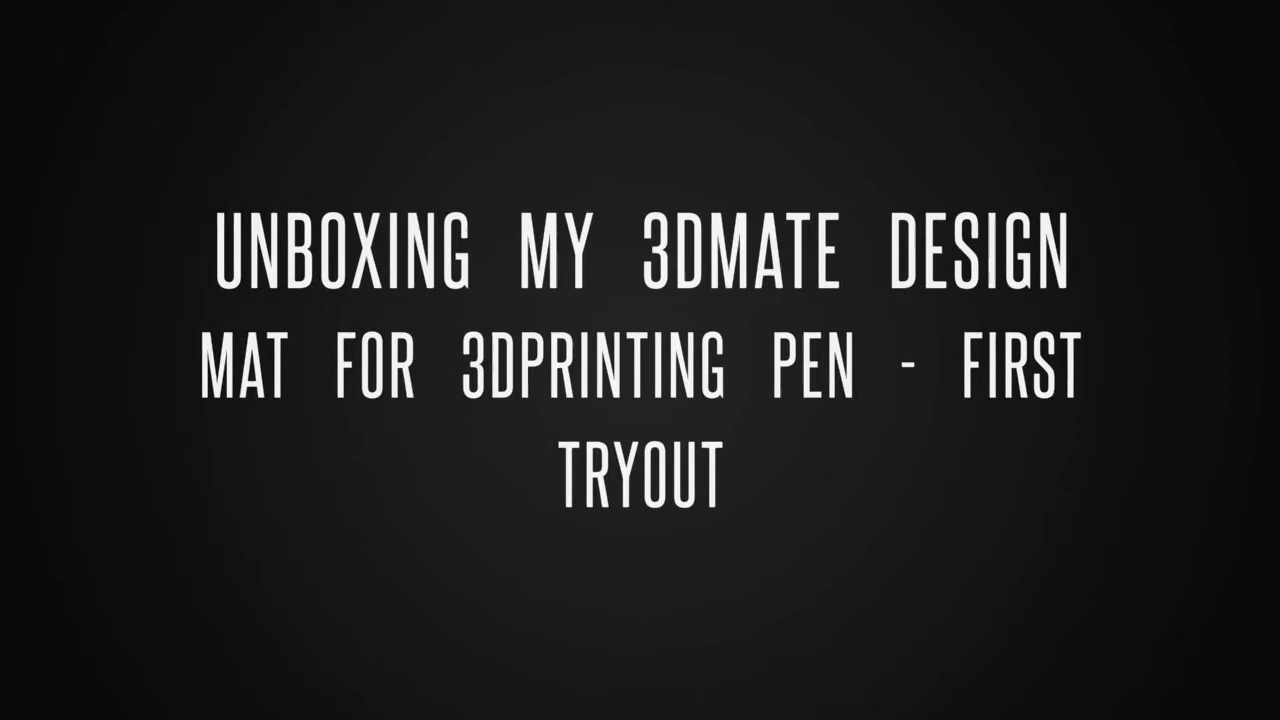 UNBOXING MY 3DMATE DESIGN
MAT FOR 3DPRINTING PEN - FIRST
TRYOUT